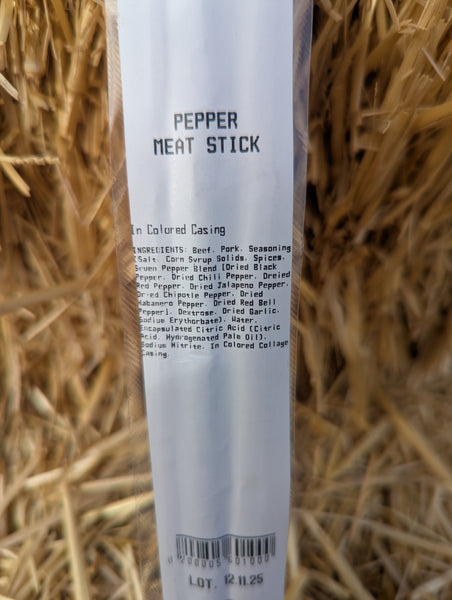 PEPPER
MEAT STICK
In Colored Casing
INGREDIENTS: Beef, Pork, Seasoning
(Salt, Corn Syrup Solids, Spices,
Seven Pepper Blend [Dried Black
Pepper, Dried Chili Pepper, Dreied
Red Pepper, Dried Jalapeno Pepper,
Dried Chipotle Pepper, Dried
Habanero Pepper, Dried Red Bell
Pepper], Dextrose, Dried Garlic,
Sodium Erythorbate), Water,
Encapsulated Citric Acid (Citric
Acid, Hydrogenated Palm Oil),
Sodium Nitrite, In Colored Collage
Casing.
LOT. 12.11.25